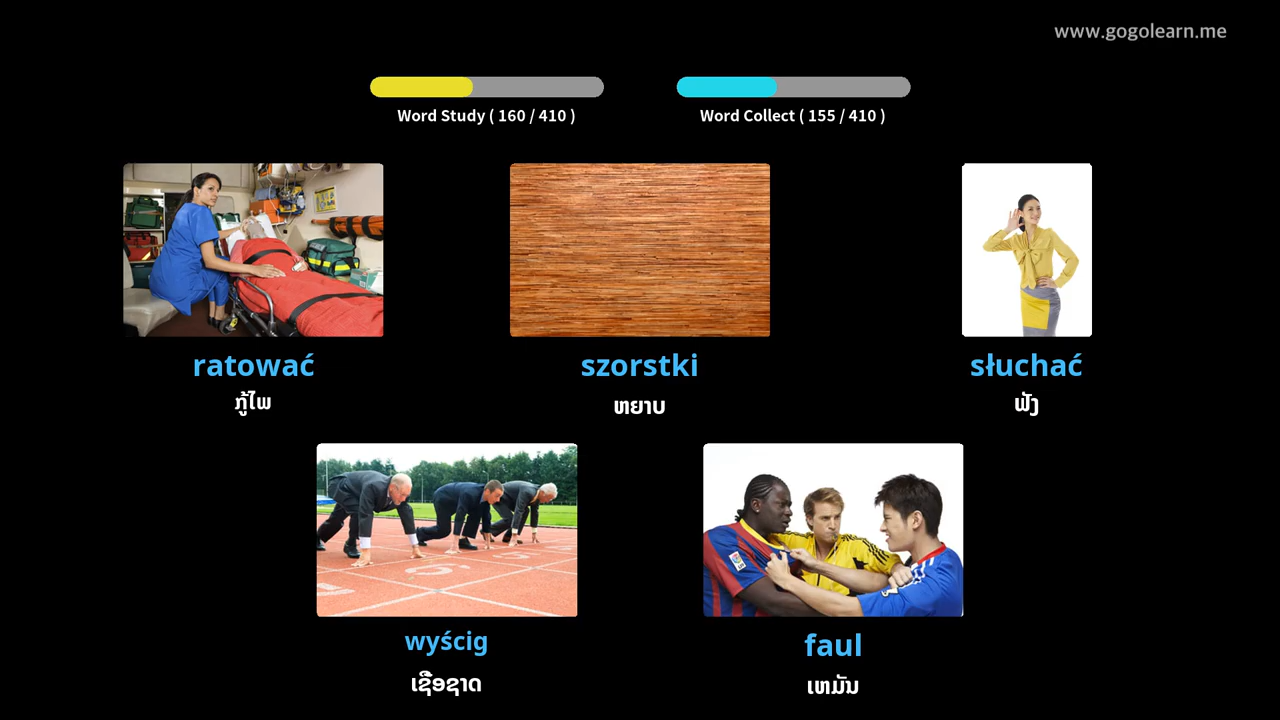 www.gogolearn.me
Word Study ( 160 / 410 )
Word Collect ( 155 / 410 )
ratować
szorstki
słuchać
ກູ້ໄພ
ຫຍາບ
ຟັງ
wyścig
faul
ເຊື້ອຊາດ
ເຫມັນ